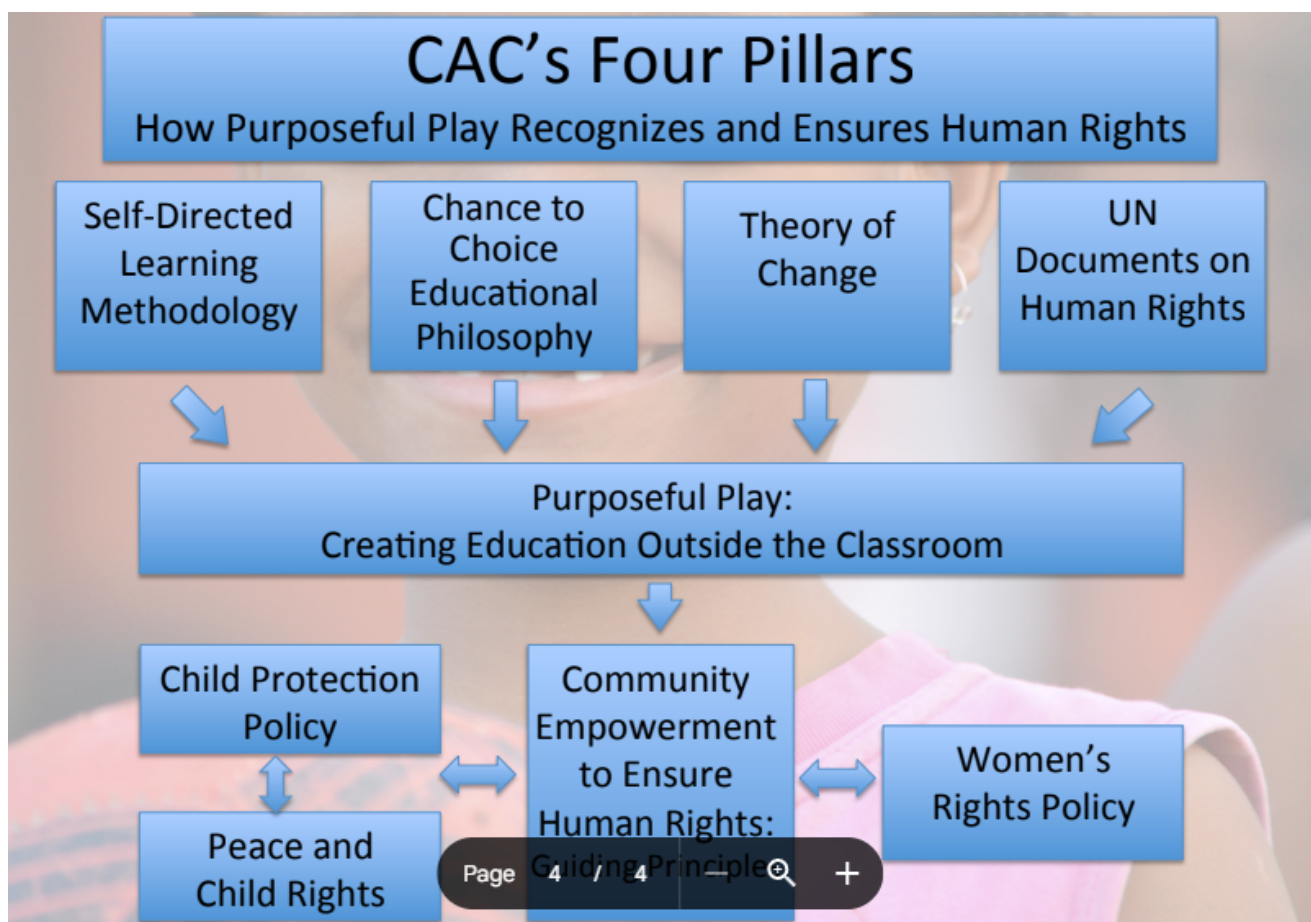 CAC’s Four Pillars
How Purposeful Play Recognizes and Ensures Human Rights
Self-Directed
Learning
Methodology
Chance to
Choice
Educational
Philosophy
Theory of
Change
UN
Documents on
Human Rights
Purposeful Play:
Creating Education Outside the Classroom
Child Protection
Policy
Community
Empowerment
to Ensure
Human Rights:
Guiding Principle
Women’s
Rights Policy
Peace and
Child Rights
Page 4 / 4